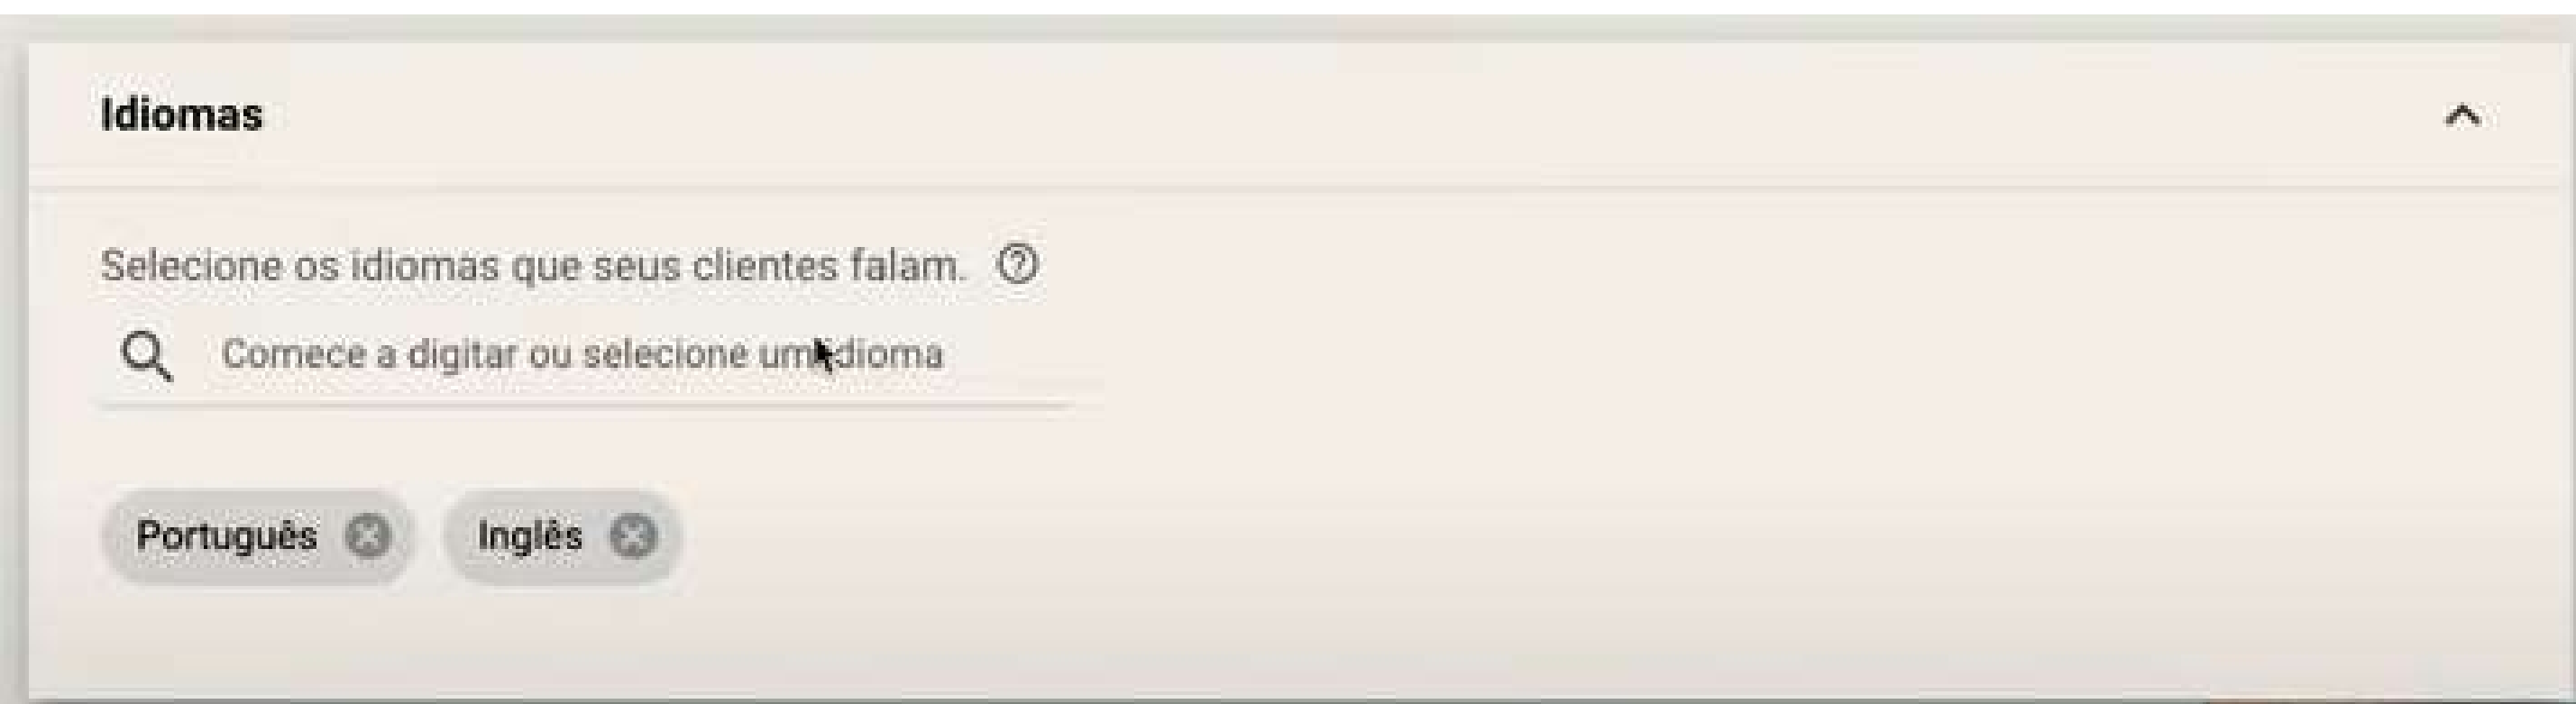 Idiomas
Selecione os idiomas que seus clientes falam.
Comece a digitar ou selecione um idioma
Português
Inglês